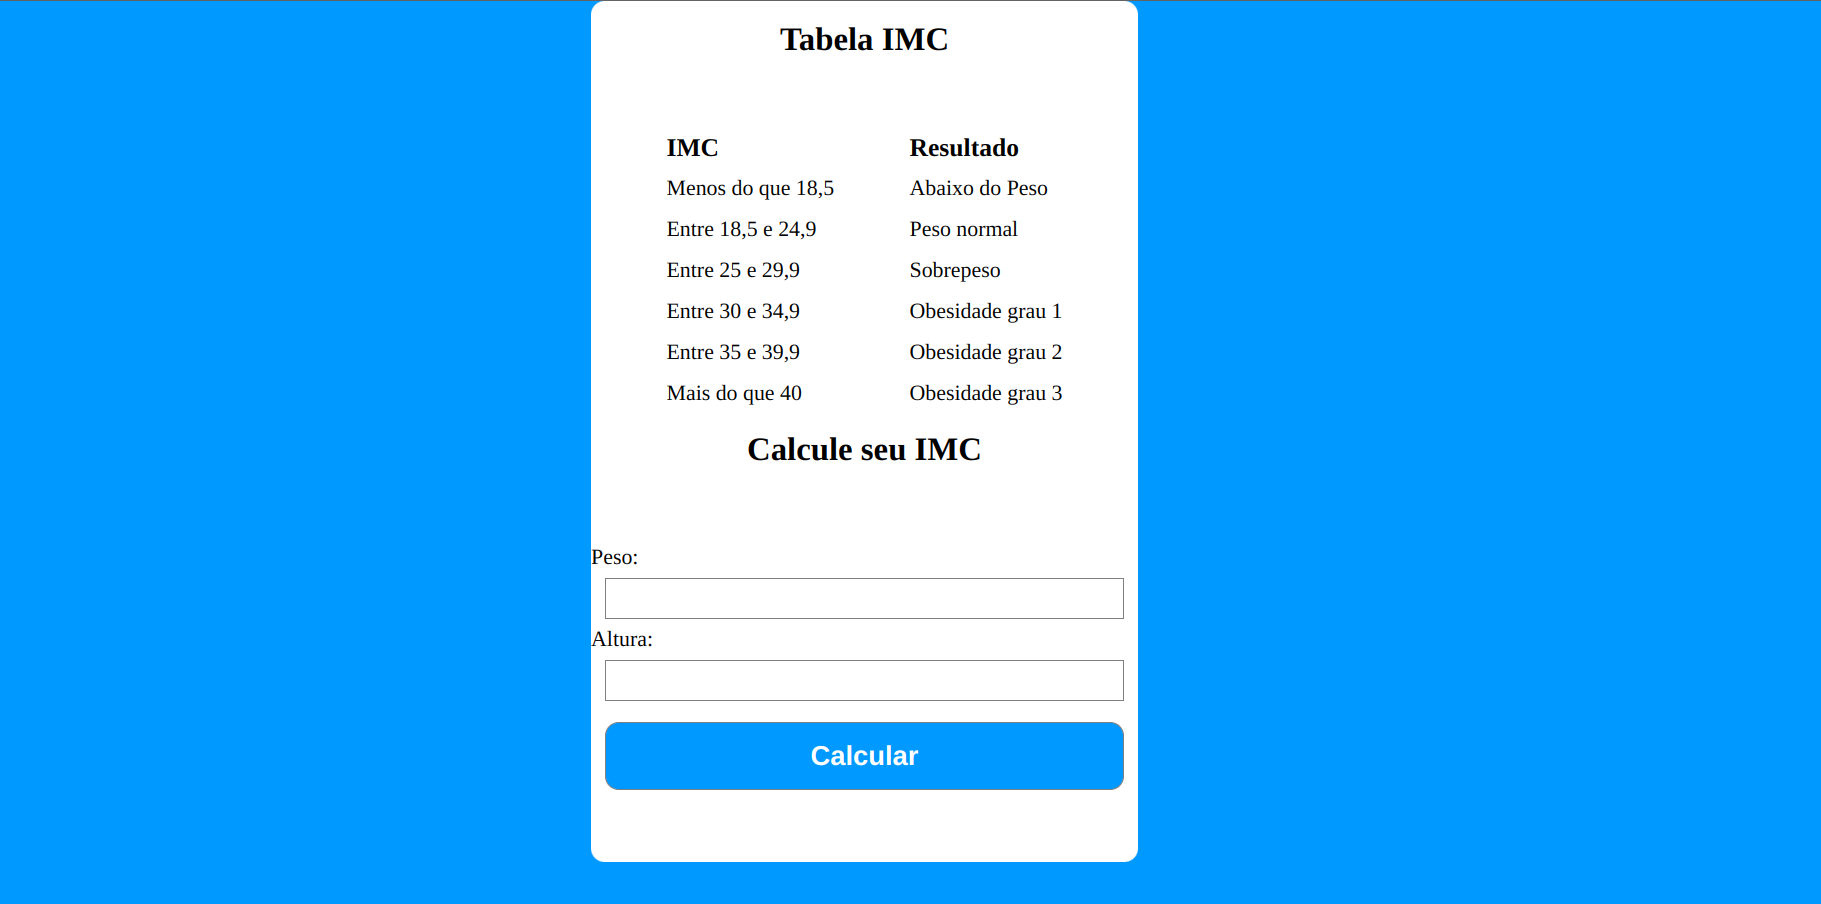 Tabela IMC
IMC Resultado
Menos do que 18,5 Abaixo do Peso
Entre 18,5 e 24,9 Peso normal
Entre 25 e 29,9 Sobrepeso
Entre 30 e 34,9 Obesidade grau 1
Entre 35 e 39,9 Obesidade grau 2
Mais do que 40 Obesidade grau 3
Calcule seu IMC
Peso:
Altura:
Calcular